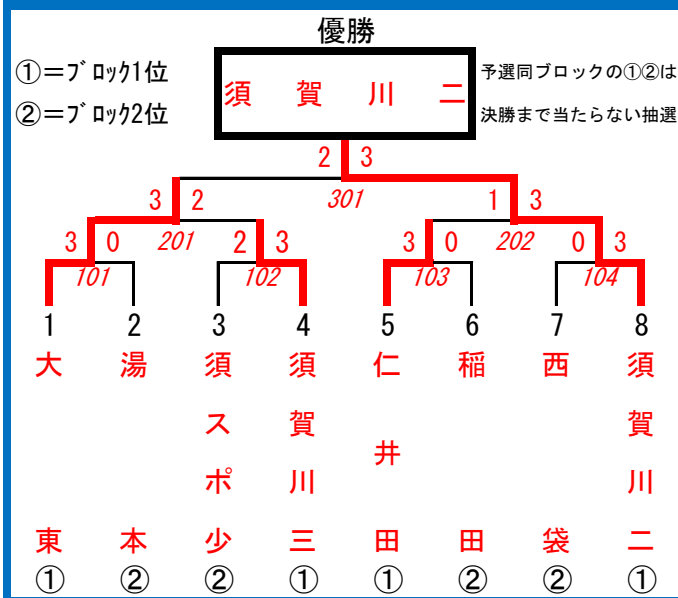 優勝
①=ﾌﾞﾛｯｸ1位
②=ﾌﾞﾛｯｸ2位
須賀川二
予選同ブロックの①②は
決勝まで当たらない抽選
2 3
301
3 2
1 3
201
202
3 0
2 3
3 0
0 3
101
102
103
104
1 2 3 4 5 6 7 8
大東
湯本
須スポ少
須賀川三
仁井田
稲田
西袋
須賀川二
① ② ② ① ① ② ② ①